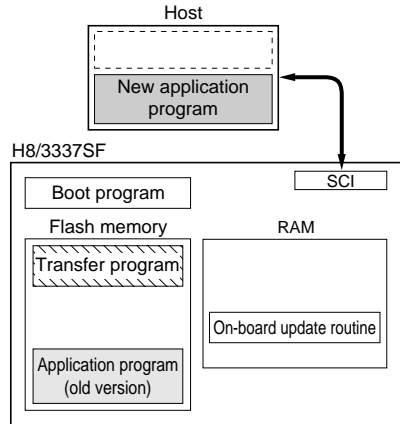 Host
New application
program
H8/3337SF
SCI
Boot program
Flash memory
RAM
Transfer program
On-board update routine
Application program
(old version)